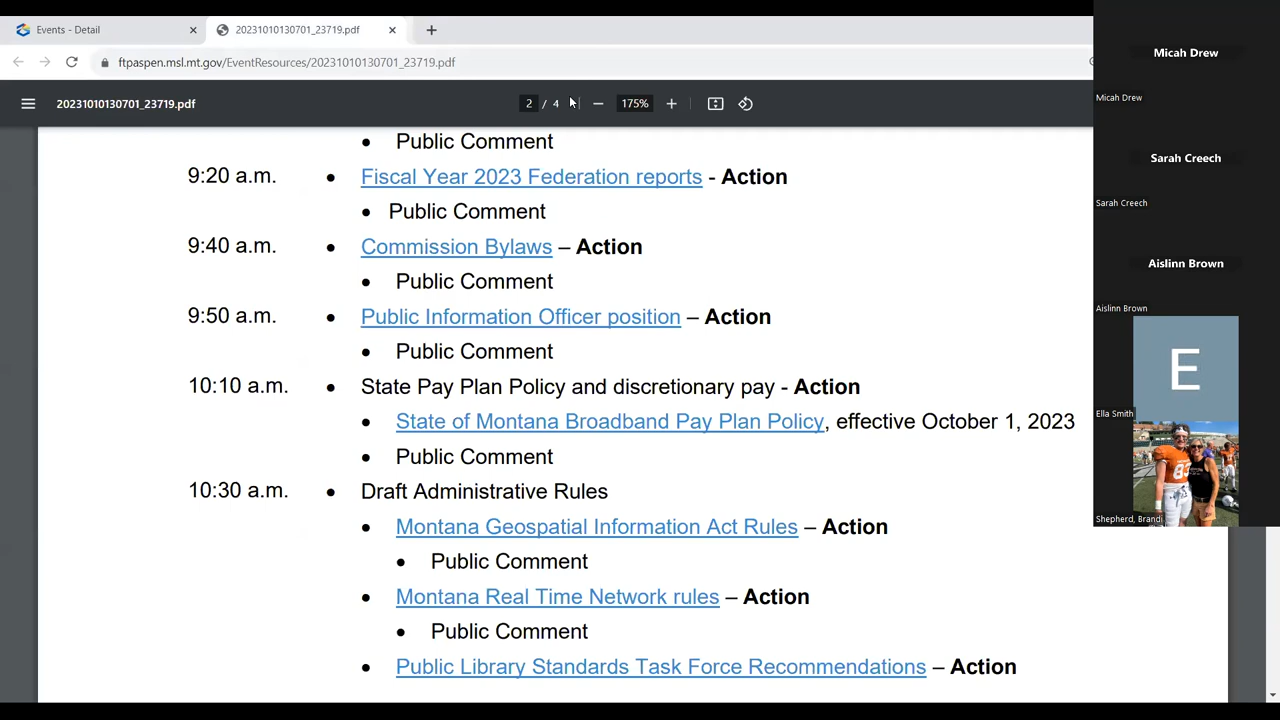 Events - Detail
20231010130701_23719.pdf
ftpaspen.msl.mt.gov/EventResources/20231010130701_23719.pdf
20231010130701_23719.pdf
2 / 4
175%
• Public Comment
9:20 a.m. • Fiscal Year 2023 Federation reports - Action
• Public Comment
9:40 a.m. • Commission Bylaws – Action
• Public Comment
9:50 a.m. • Public Information Officer position – Action
• Public Comment
10:10 a.m. • State Pay Plan Policy and discretionary pay - Action
• State of Montana Broadband Pay Plan Policy, effective October 1, 2023
• Public Comment
10:30 a.m. • Draft Administrative Rules
• Montana Geospatial Information Act Rules – Action
• Public Comment
• Montana Real Time Network rules – Action
• Public Comment
• Public Library Standards Task Force Recommendations – Action
Micah Drew
Micah Drew
Sarah Creech
Sarah Creech
Aislinn Brown
Aislinn Brown
E
Ella Smith
83
Shepherd, Brandi